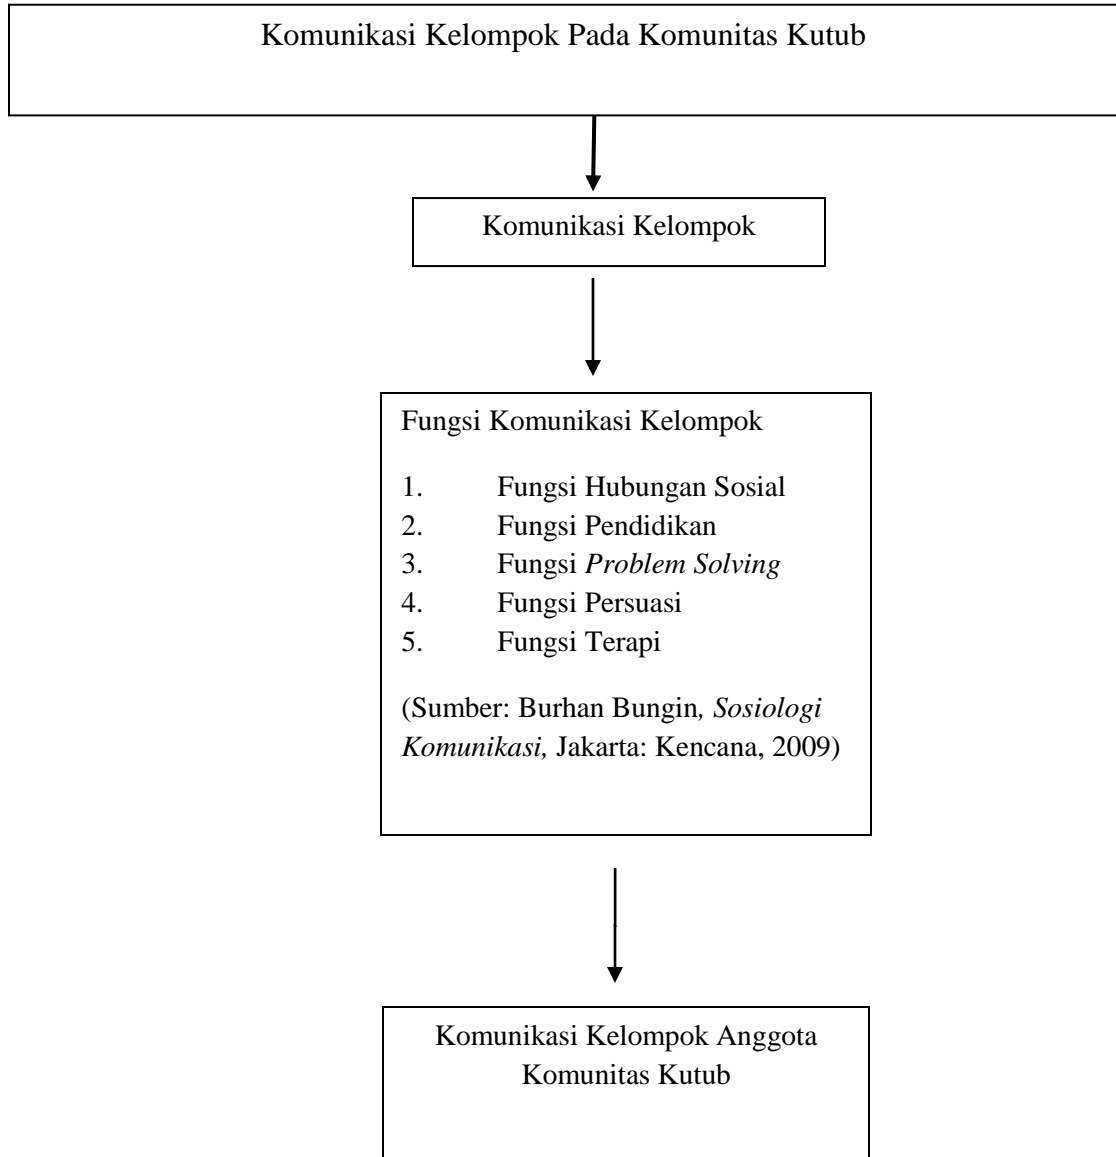 Komunikasi Kelompok Pada Komunitas Kutub
Komunikasi Kelompok
Fungsi Komunikasi Kelompok
1. Fungsi Hubungan Sosial
2. Fungsi Pendidikan
3. Fungsi Problem Solving
4. Fungsi Persuasi
5. Fungsi Terapi
(Sumber: Burhan Bungin, Sosiologi
Komunikasi, Jakarta: Kencana, 2009)
Komunikasi Kelompok Anggota
Komunitas Kutub